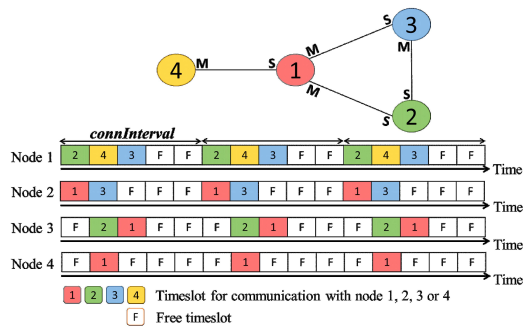 3
S
M
M
4 M S 1
M
S
S 2
connInterval
Node 1 2 4 3 F F 2 4 3 F F 2 4 3 F F
Time
Node 2 1 3 F F F 1 3 F F F 1 3 F F F
Time
Node 3 F 2 1 F F F 2 1 F F F 2 1 F F
Time
Node 4 F 1 F F F F 1 F F F F 1 F F F
Time
1 2 3 4 Timeslot for communication with node 1, 2, 3 or 4
F Free timeslot